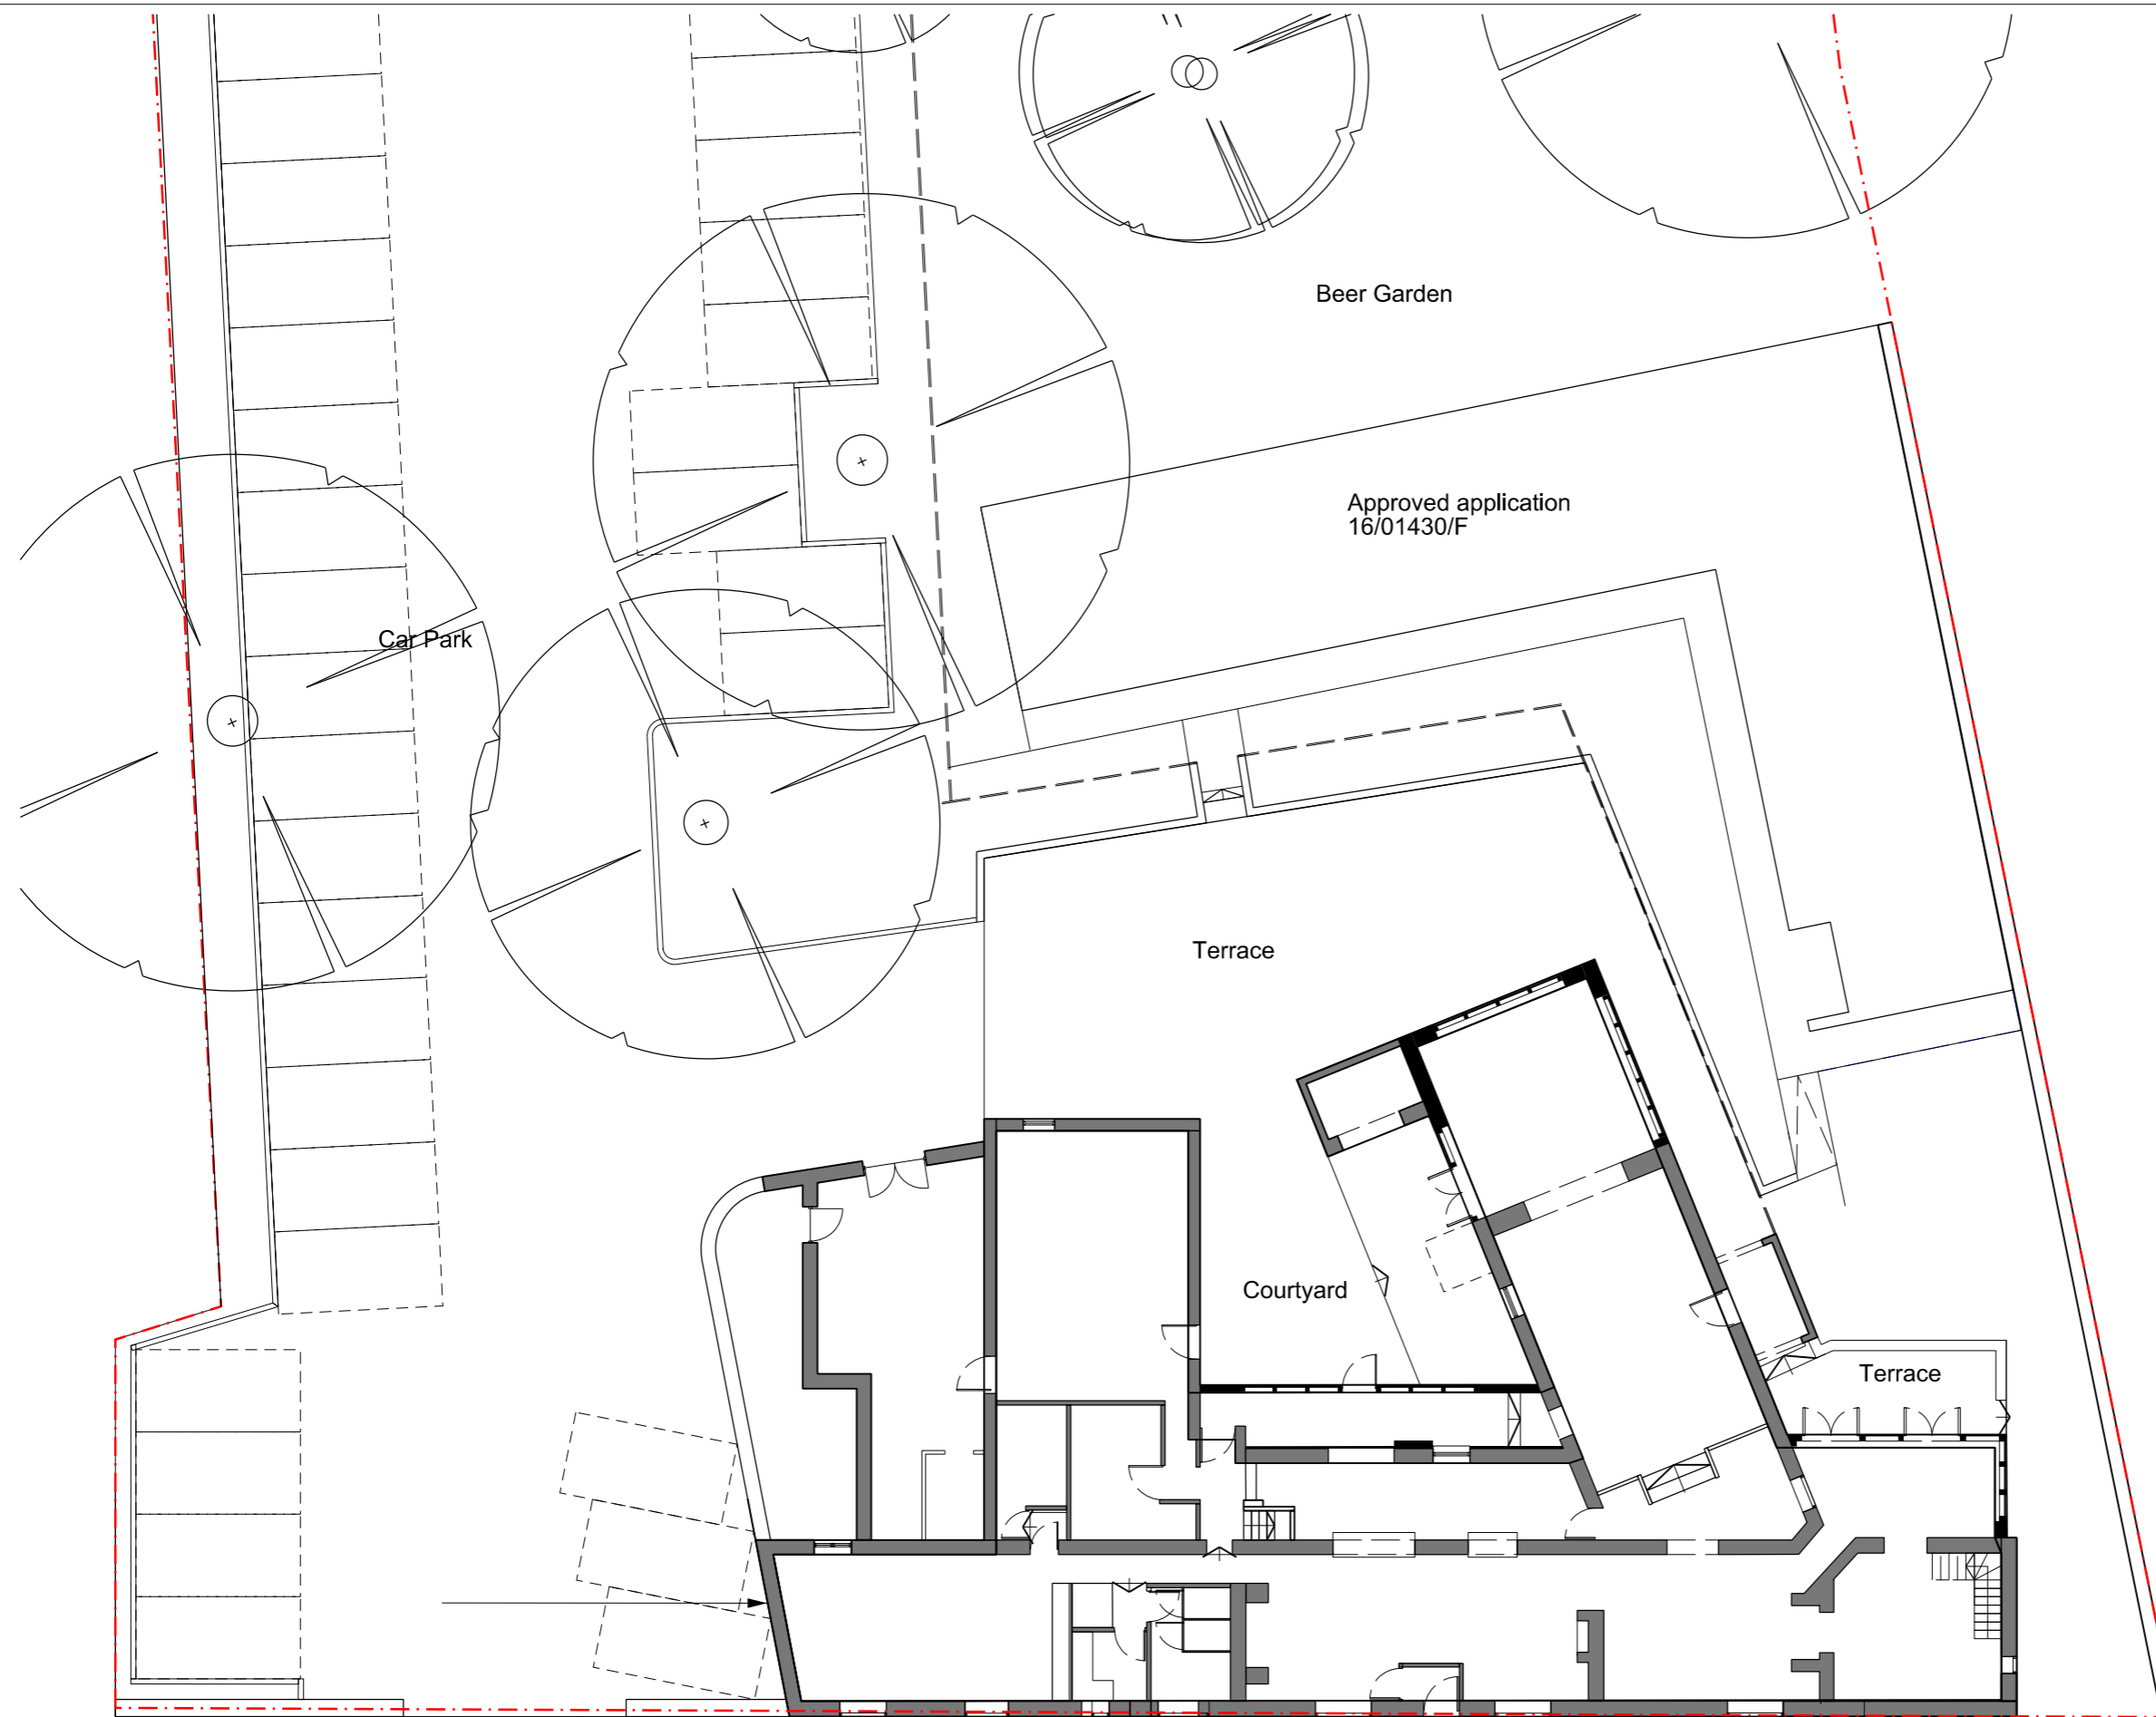 Beer Garden
Approved application
16/01430/F
Car Park
Terrace
Courtyard
Terrace